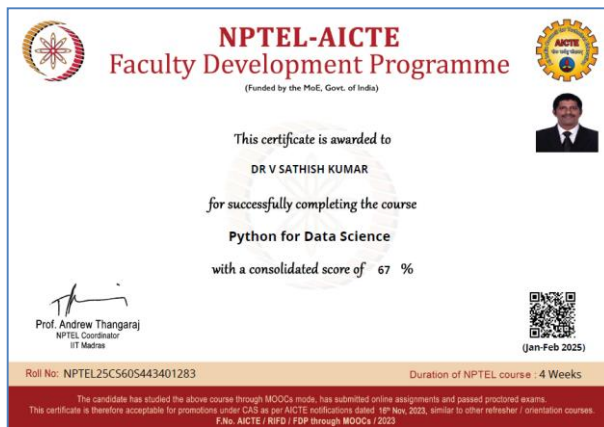 NPTEL-AICTE
Faculty Development Programme
(Funded by the MoE, Govt. of India)
AICTE
This certificate is awarded to
DR V SATHISH KUMAR
for successfully completing the course
Python for Data Science
with a consolidated score of 67 %
Prof. Andrew Thangaraj
NPTEL Coordinator
IIT Madras
(Jan-Feb 2025)
Roll No: NPTEL25CS60S443401283
Duration of NPTEL course : 4 Weeks
The candidate has studied the above course through MOOCs mode, has submitted online assignments and passed proctored exams.
This certificate is therefore acceptable for promotions under CAS as per AICTE notifications dated 16th Nov, 2023, similar to other refresher / orientation courses.
F.No. AICTE / RIFD / FDP through MOOCs / 2023